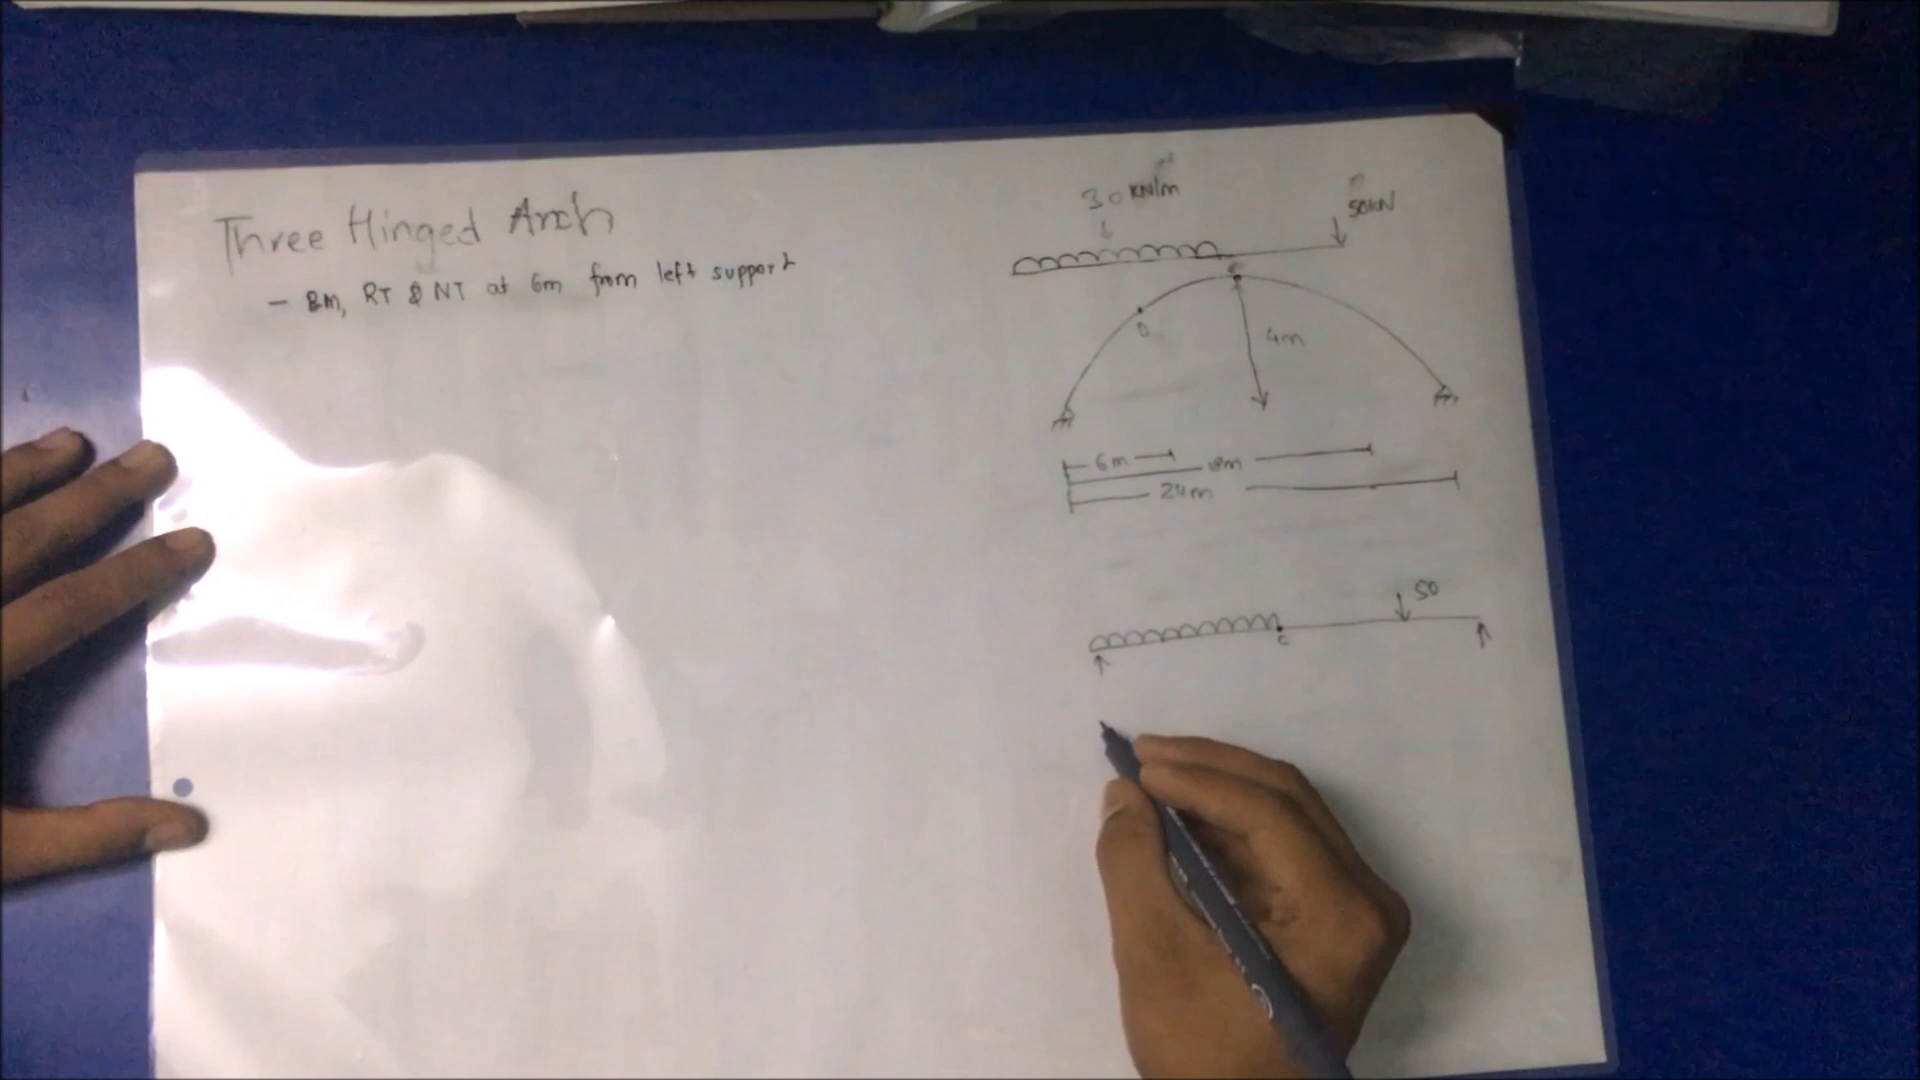 Three Hinged Arch
- BM, RT & NT at 6m from left support
30 KN/m
50KN
C
D
4m
6m
18m
24m
50
C